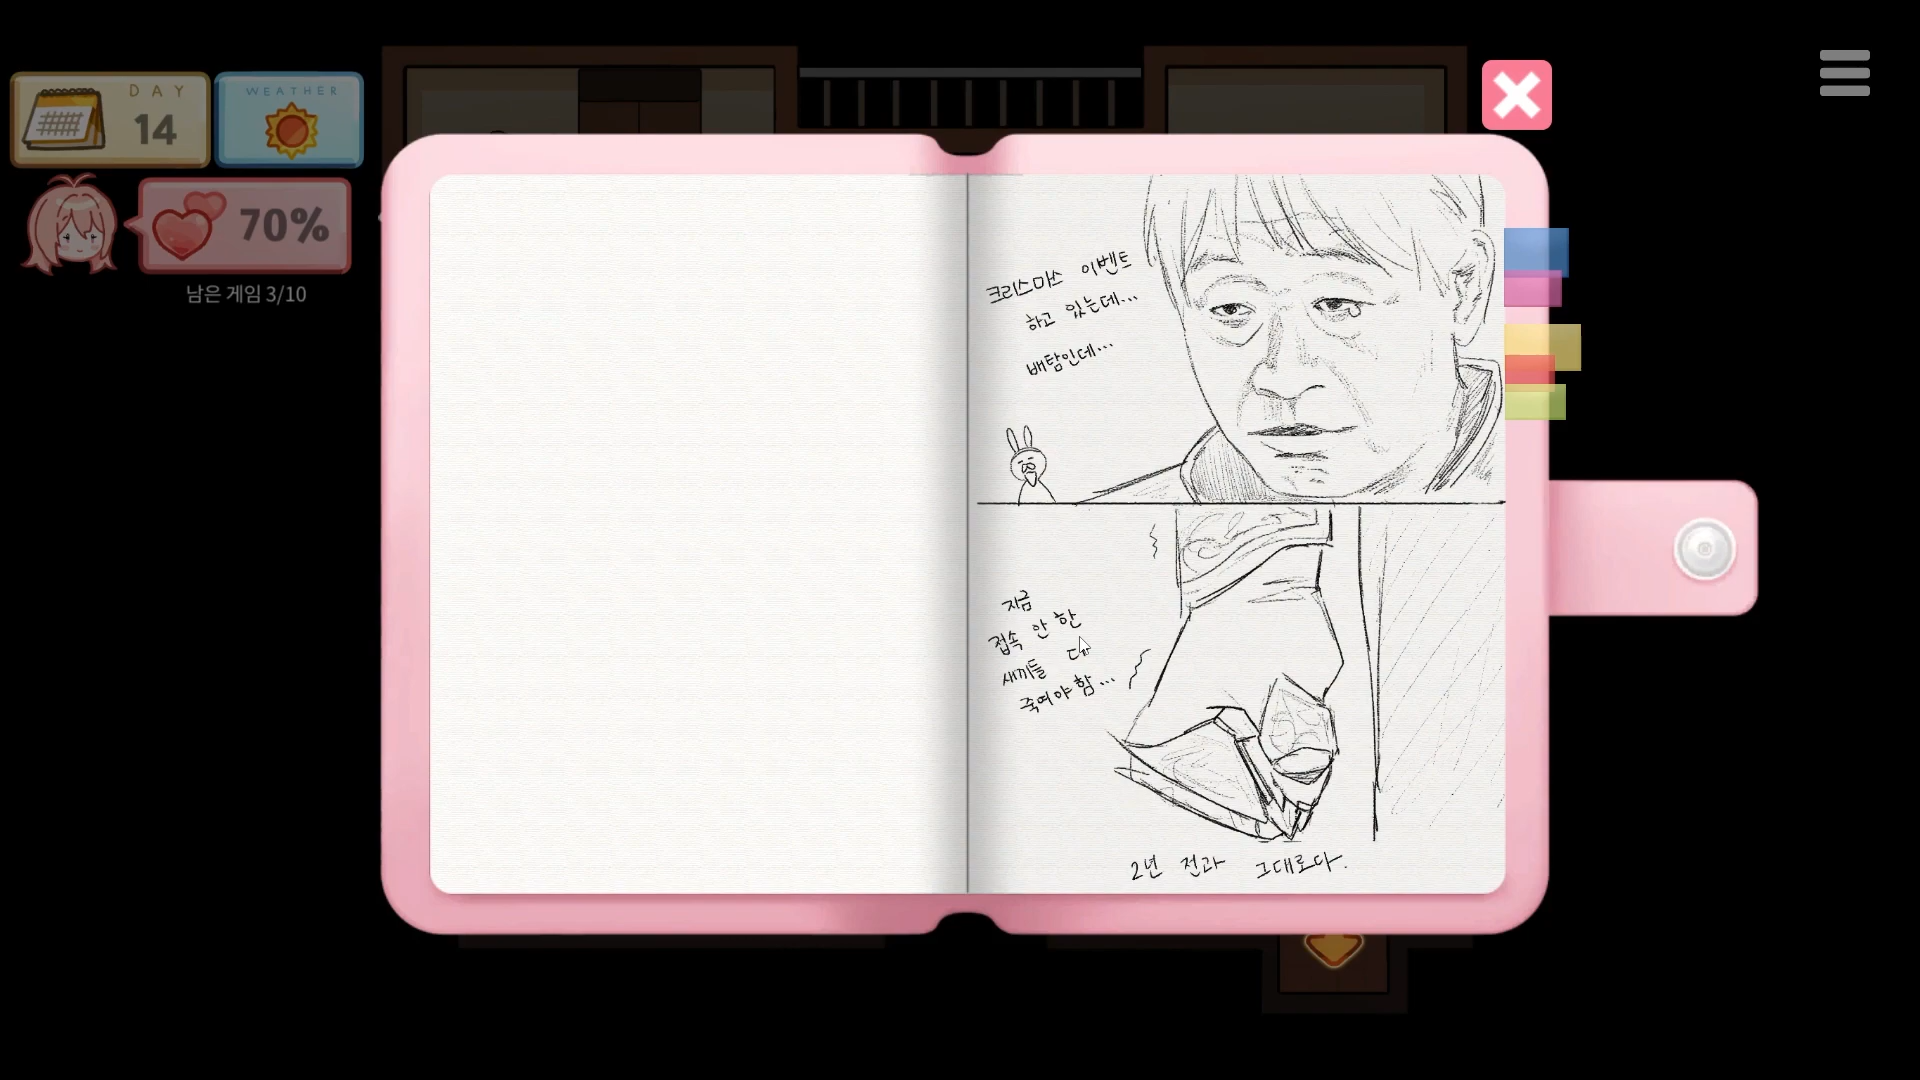 DAY
14
WEATHER
70%
남은 게임 3/10
크리스마스 이벤트
하고 있는데...
배탐인데...
지금
접속 안 한
새끼들 다
죽여야 함...
2년 전과 그대로다.